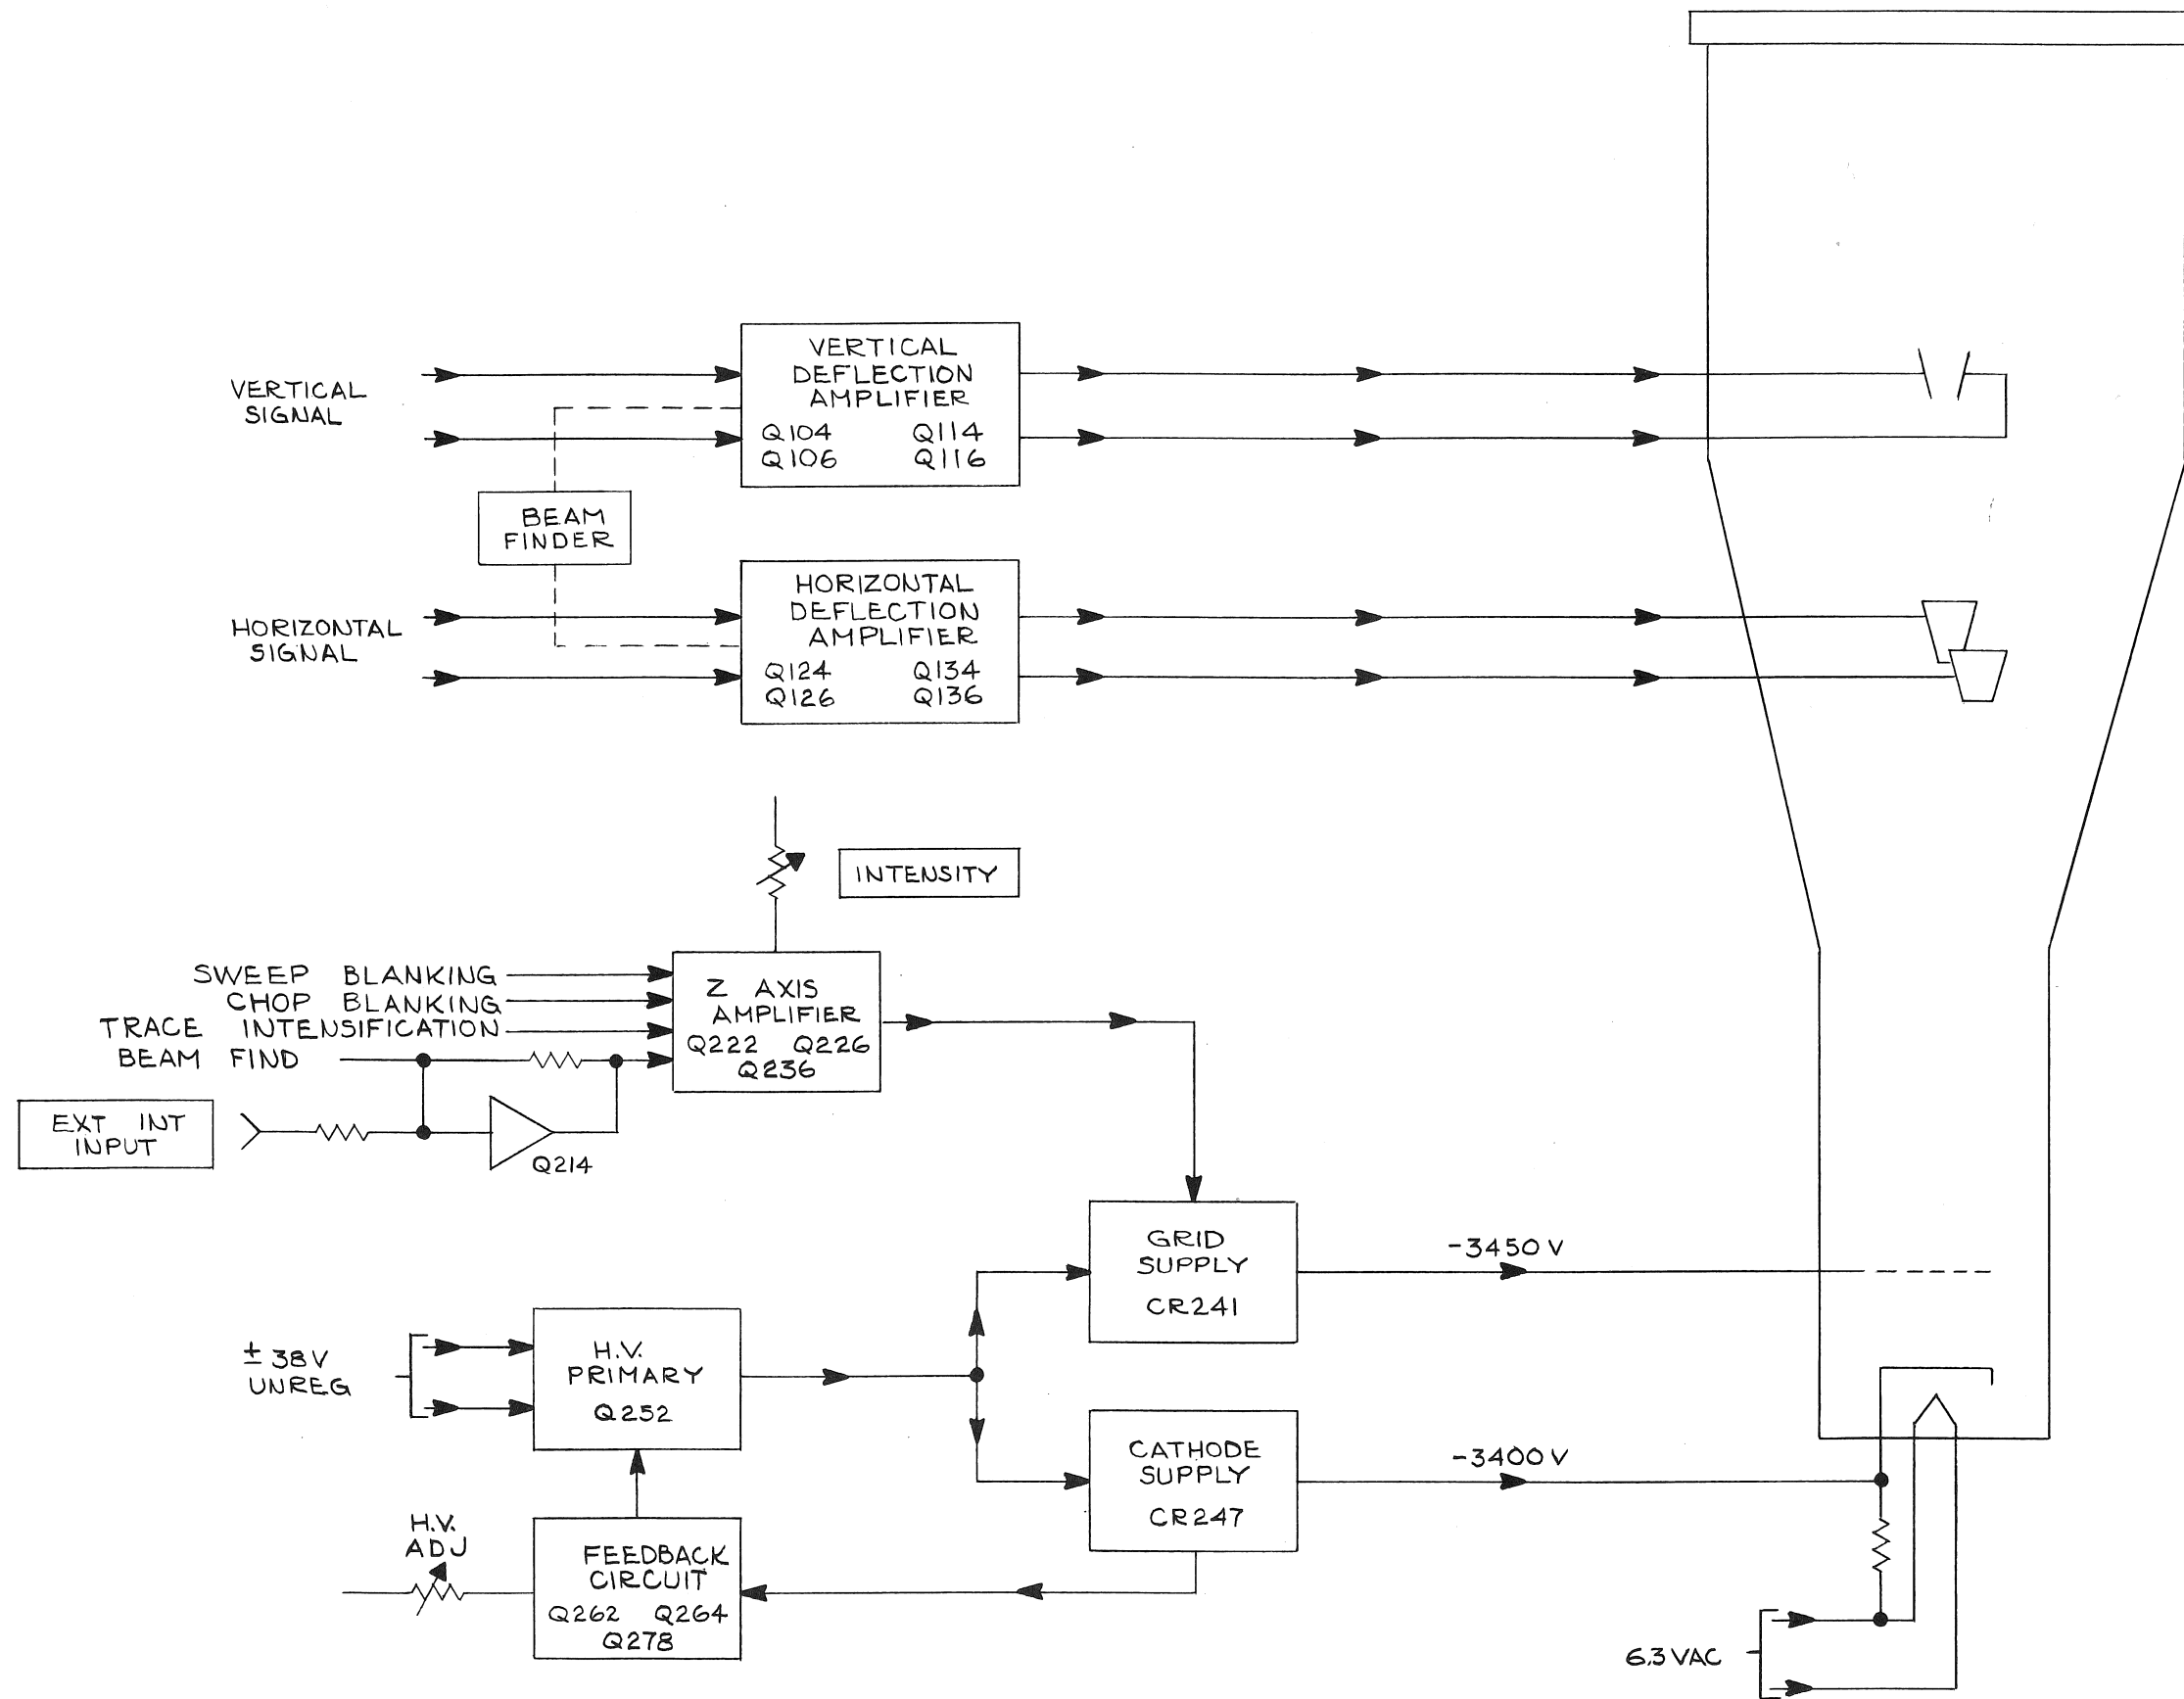 VERTICAL
SIGNAL
VERTICAL
DEFLECTION
AMPLIFIER
Q104 Q114
Q106 Q116
BEAM
FINDER
HORIZONTAL
SIGNAL
HORIZONTAL
DEFLECTION
AMPLIFIER
Q124 Q134
Q126 Q136
INTENSITY
SWEEP BLANKING
CHOP BLANKING
TRACE INTENSIFICATION
BEAM FIND
Z AXIS
AMPLIFIER
Q222 Q226
Q236
EXT INT
INPUT
Q214
GRID
SUPPLY
CR241
-3450 V
± 38V
UNREG
H.V.
PRIMARY
Q252
CATHODE
SUPPLY
CR247
-3400 V
H.V.
ADJ
FEEDBACK
CIRCUIT
Q262 Q264
Q278
6.3 VAC